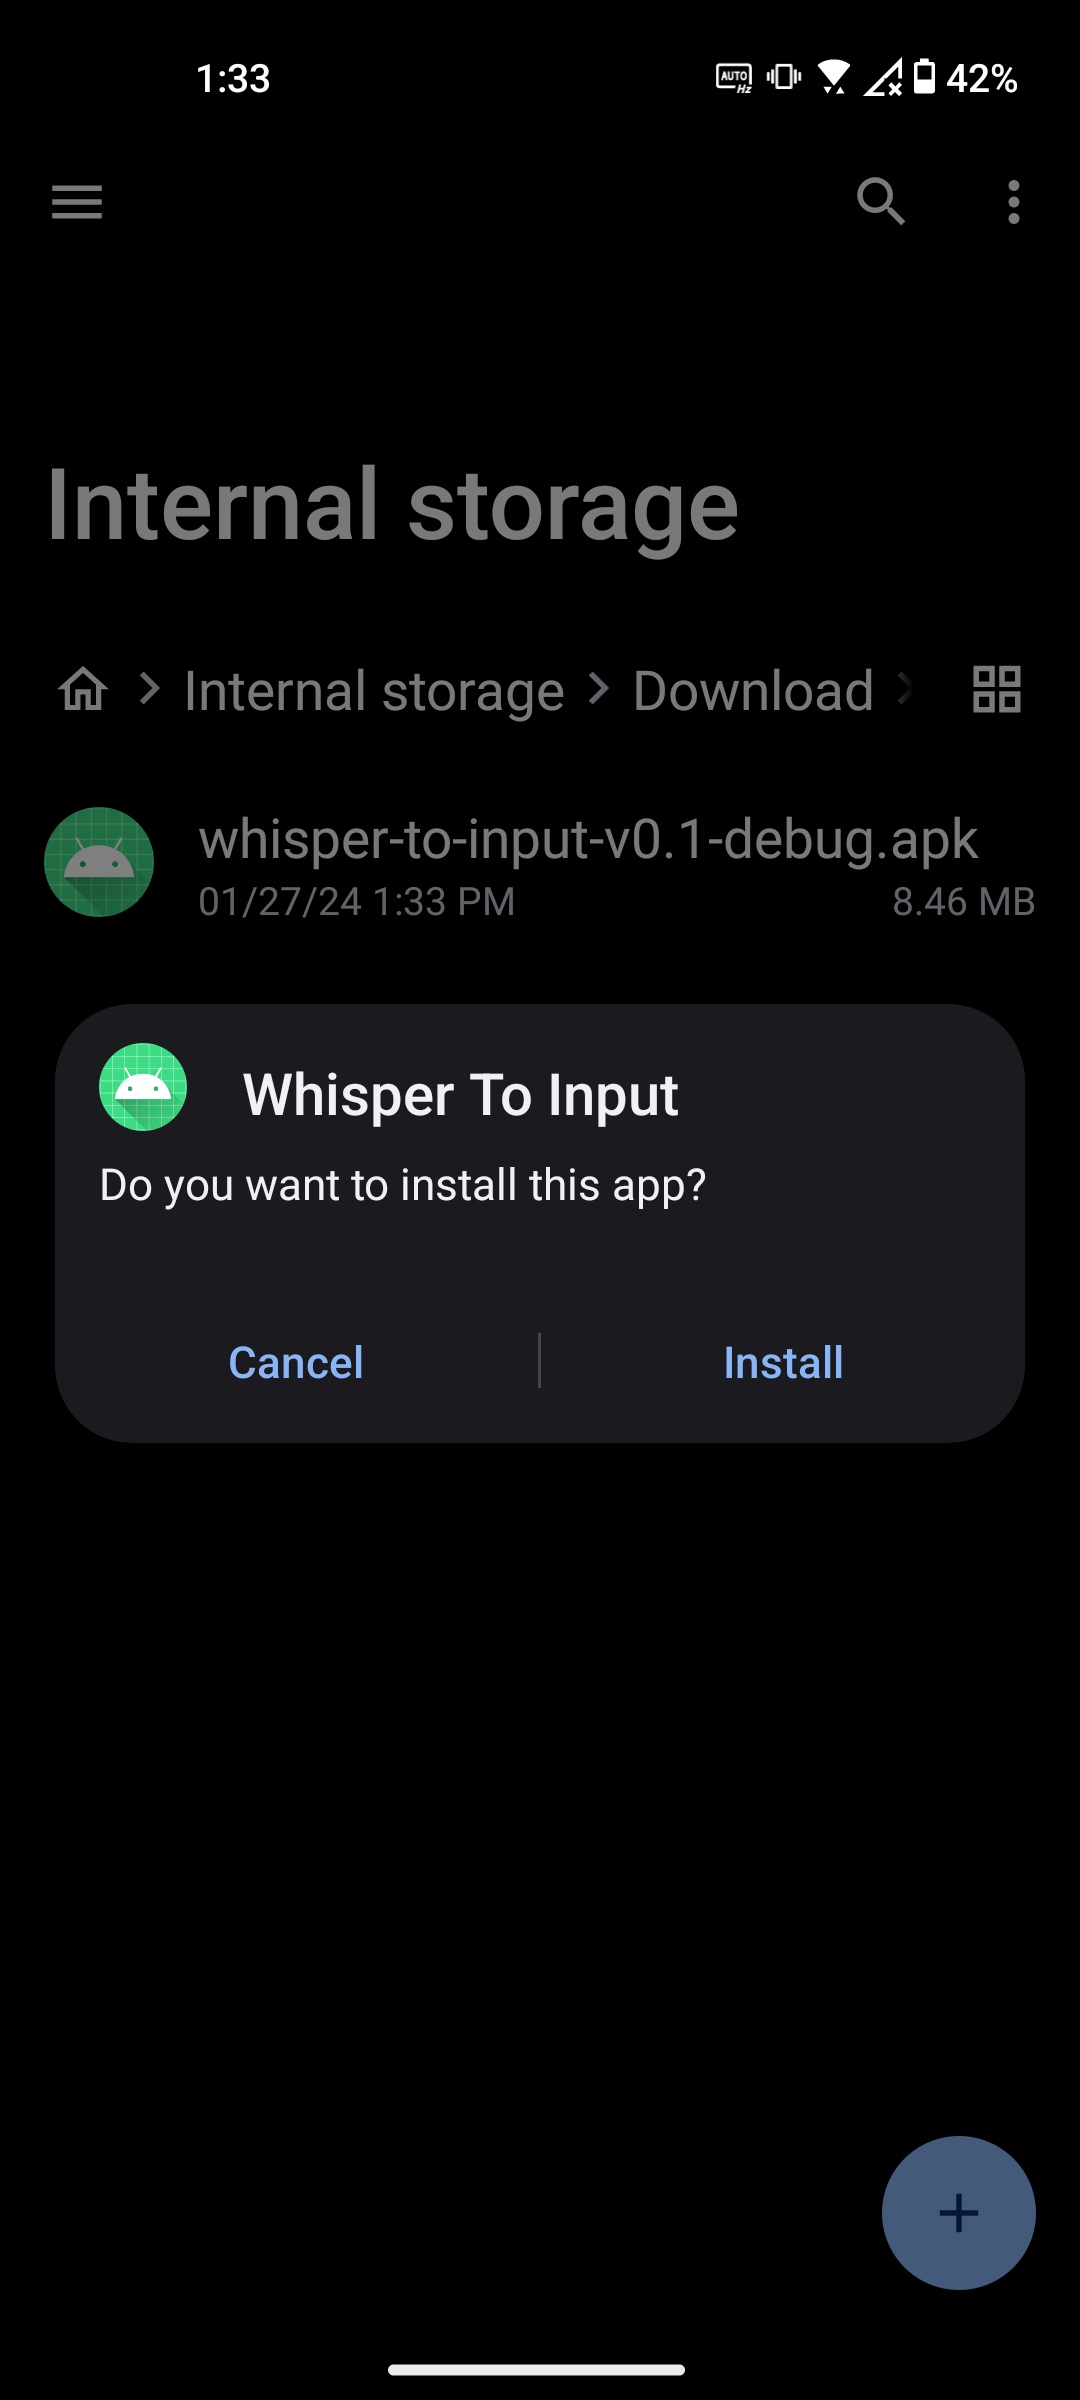 1:33
AUTO
Hz
42%
Internal storage
Internal storage
Download
whisper-to-input-v0.1-debug.apk
01/27/24 1:33 PM
8.46 MB
Whisper To Input
Do you want to install this app?
Cancel
Install